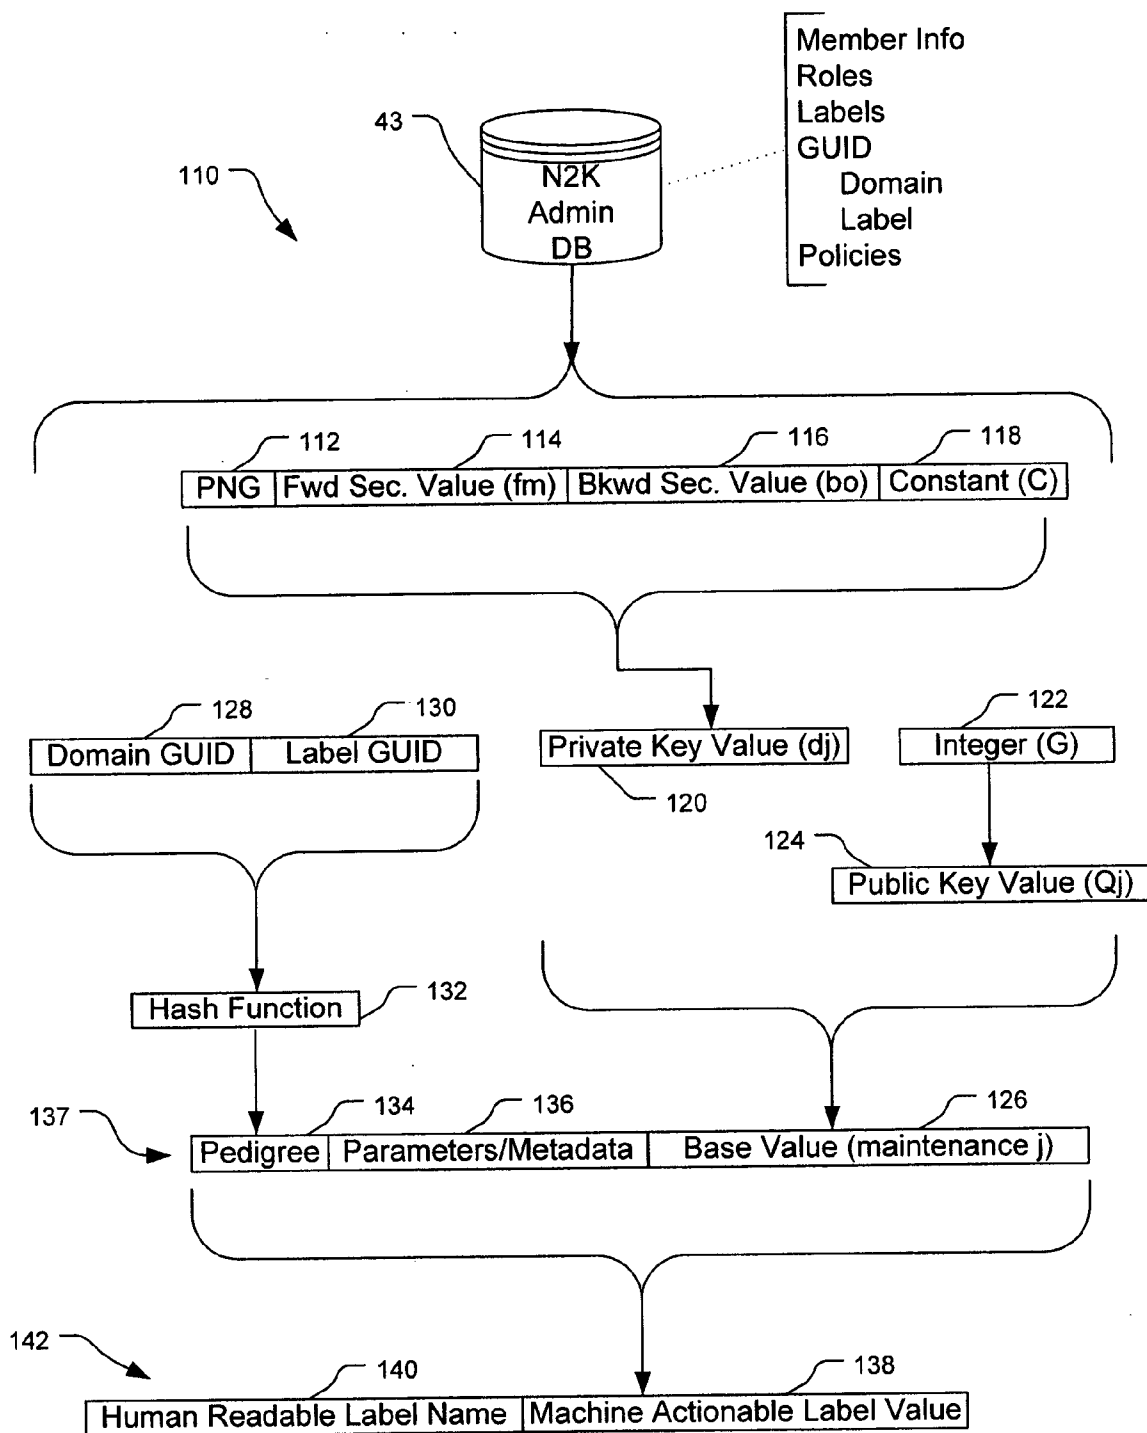 Member Info
Roles
Labels
GUID
Domain
Label
Policies
43
110
N2K
Admin
DB
112
114
116
118
PNG
Fwd Sec. Value (fm)
Bkwd Sec. Value (bo)
Constant (C)
128
130
122
Domain GUID
Label GUID
Private Key Value (dj)
Integer (G)
120
124
Public Key Value (Qj)
Hash Function
132
137
134
136
126
Pedigree
Parameters/Metadata
Base Value (maintenance j)
142
140
138
Human Readable Label Name
Machine Actionable Label Value